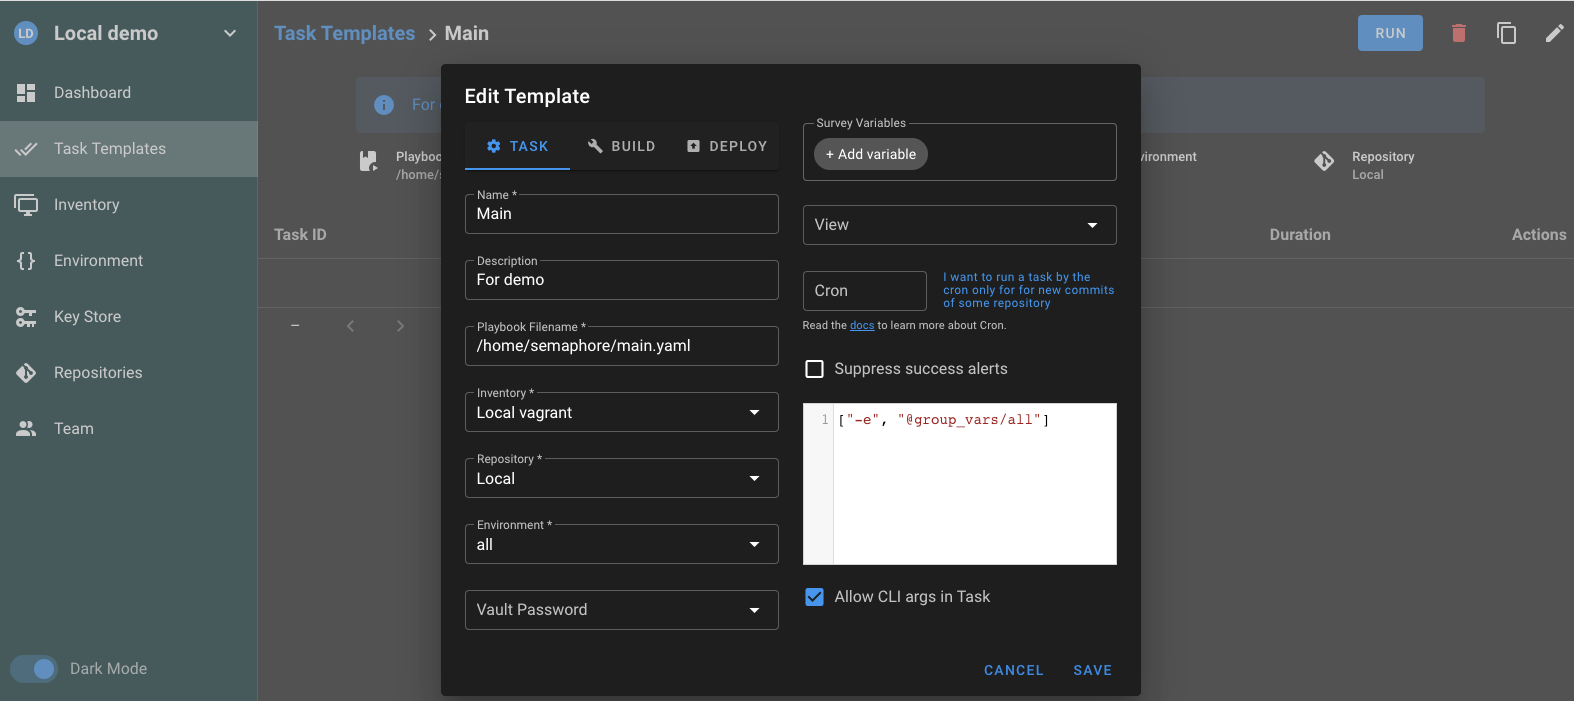 LD
Local demo
Dashboard
Task Templates
Inventory
Environment
Key Store
Repositories
Team
Dark Mode
Task Templates
Main
RUN
For
Playboo
/home/s
vironment
Repository
Local
Task ID
Duration
Actions
–
Edit Template
TASK
BUILD
DEPLOY
Name *
Main
Description
For demo
Playbook Filename *
/home/semaphore/main.yaml
Inventory *
Local vagrant
Repository *
Local
Environment *
all
Vault Password
Survey Variables
+ Add variable
View
Cron
I want to run a task by the
cron only for for new commits
of some repository
Read the docs to learn more about Cron.
Suppress success alerts
1
["-e", "@group_vars/all"]
Allow CLI args in Task
CANCEL
SAVE